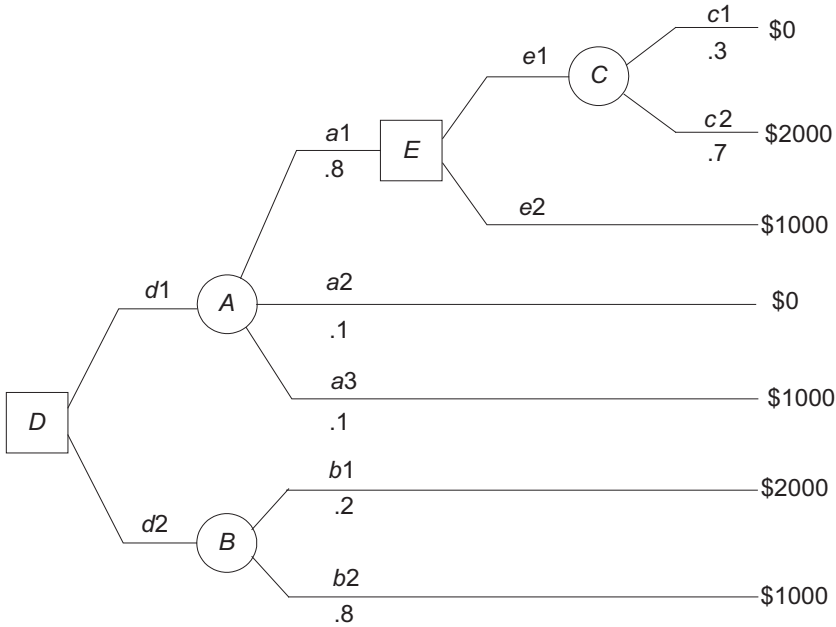 c1
$0
.3
e1
C
c2
$2000
.7
a1
E
.8
e2
$1000
d1
A
a2
$0
.1
a3
$1000
.1
D
b1
$2000
.2
d2
B
b2
$1000
.8